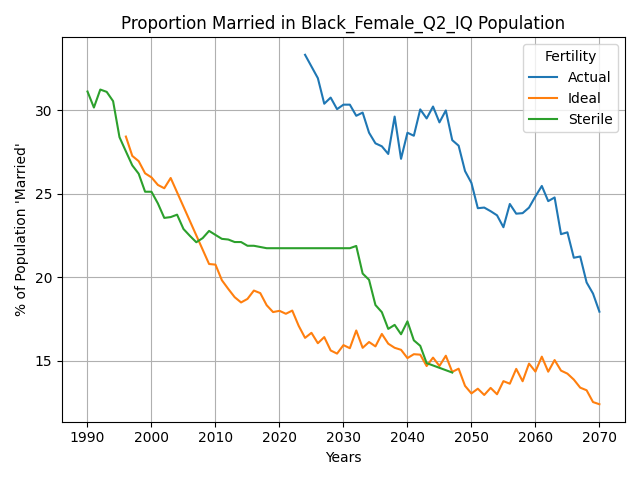 Proportion Married in Black_Female_Q2_IQ Population
Fertility
Actual
Ideal
Sterile
% of Population 'Married'
30
25
20
15
1990 2000 2010 2020 2030 2040 2050 2060 2070
Years